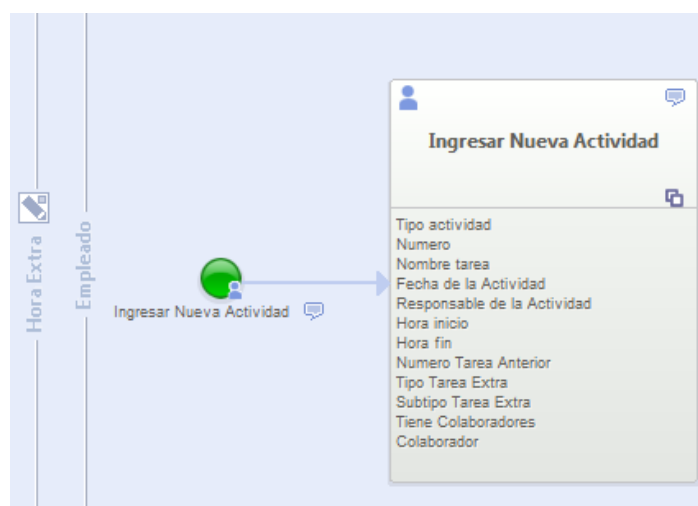 Hora Extra
Empleado
Ingresar Nueva Actividad
Ingresar Nueva Actividad
Tipo actividad
Numero
Nombre tarea
Fecha de la Actividad
Responsable de la Actividad
Hora inicio
Hora fin
Numero Tarea Anterior
Tipo Tarea Extra
Subtipo Tarea Extra
Tiene Colaboradores
Colaborador